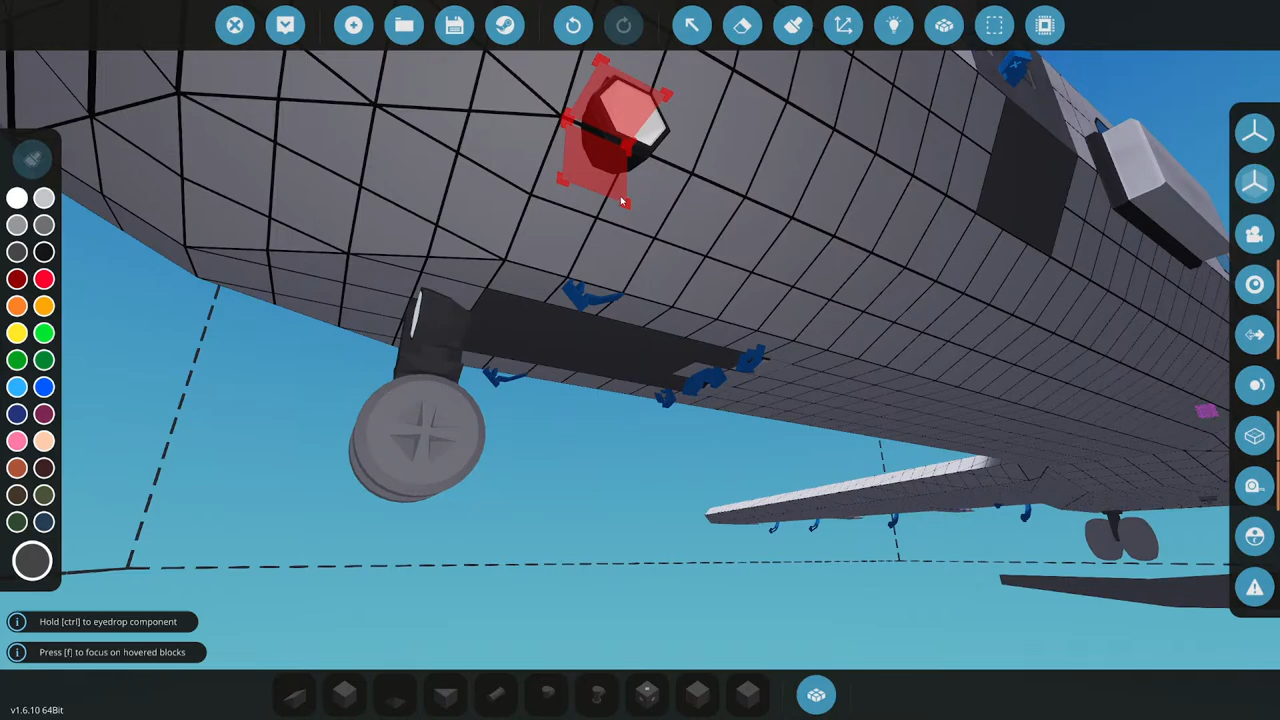 Hold [ctrl] to eyedrop component
Press [f] to focus on hovered blocks
v1.6.10 64Bit